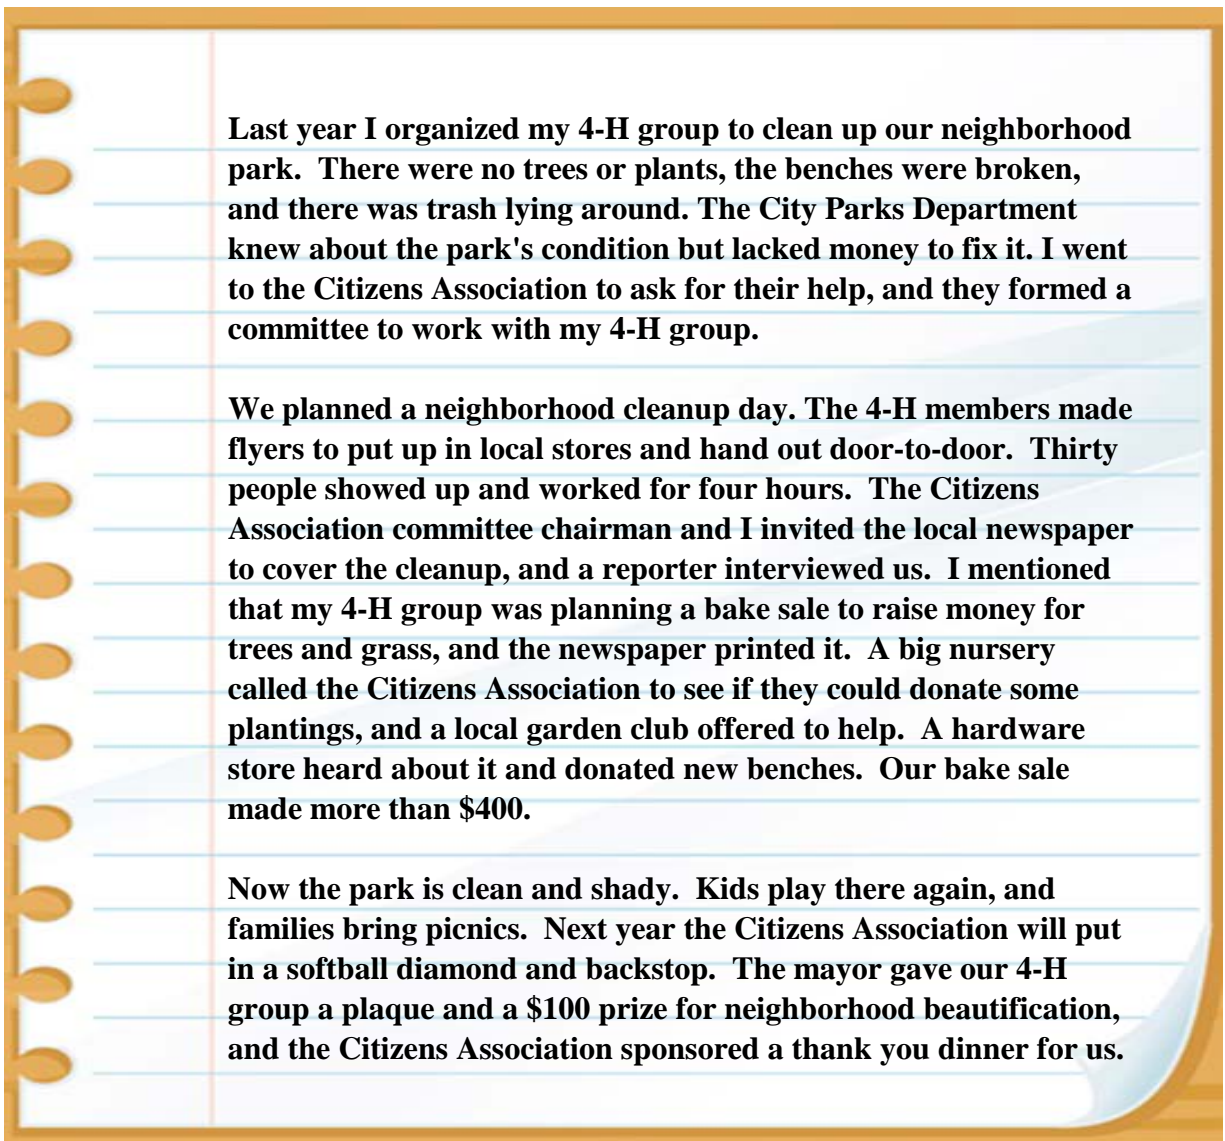 Last year I organized my 4-H group to clean up our neighborhood
park.  There were no trees or plants, the benches were broken,
and there was trash lying around. The City Parks Department
knew about the park's condition but lacked money to fix it. I went
to the Citizens Association to ask for their help, and they formed a
committee to work with my 4-H group.

We planned a neighborhood cleanup day. The 4-H members made
flyers to put up in local stores and hand out door-to-door.  Thirty
people showed up and worked for four hours.  The Citizens
Association committee chairman and I invited the local newspaper
to cover the cleanup, and a reporter interviewed us.  I mentioned
that my 4-H group was planning a bake sale to raise money for
trees and grass, and the newspaper printed it.  A big nursery
called the Citizens Association to see if they could donate some
plantings, and a local garden club offered to help.  A hardware
store heard about it and donated new benches.  Our bake sale
made more than $400.

Now the park is clean and shady.  Kids play there again, and
families bring picnics.  Next year the Citizens Association will put
in a softball diamond and backstop.  The mayor gave our 4-H
group a plaque and a $100 prize for neighborhood beautification,
and the Citizens Association sponsored a thank you dinner for us.